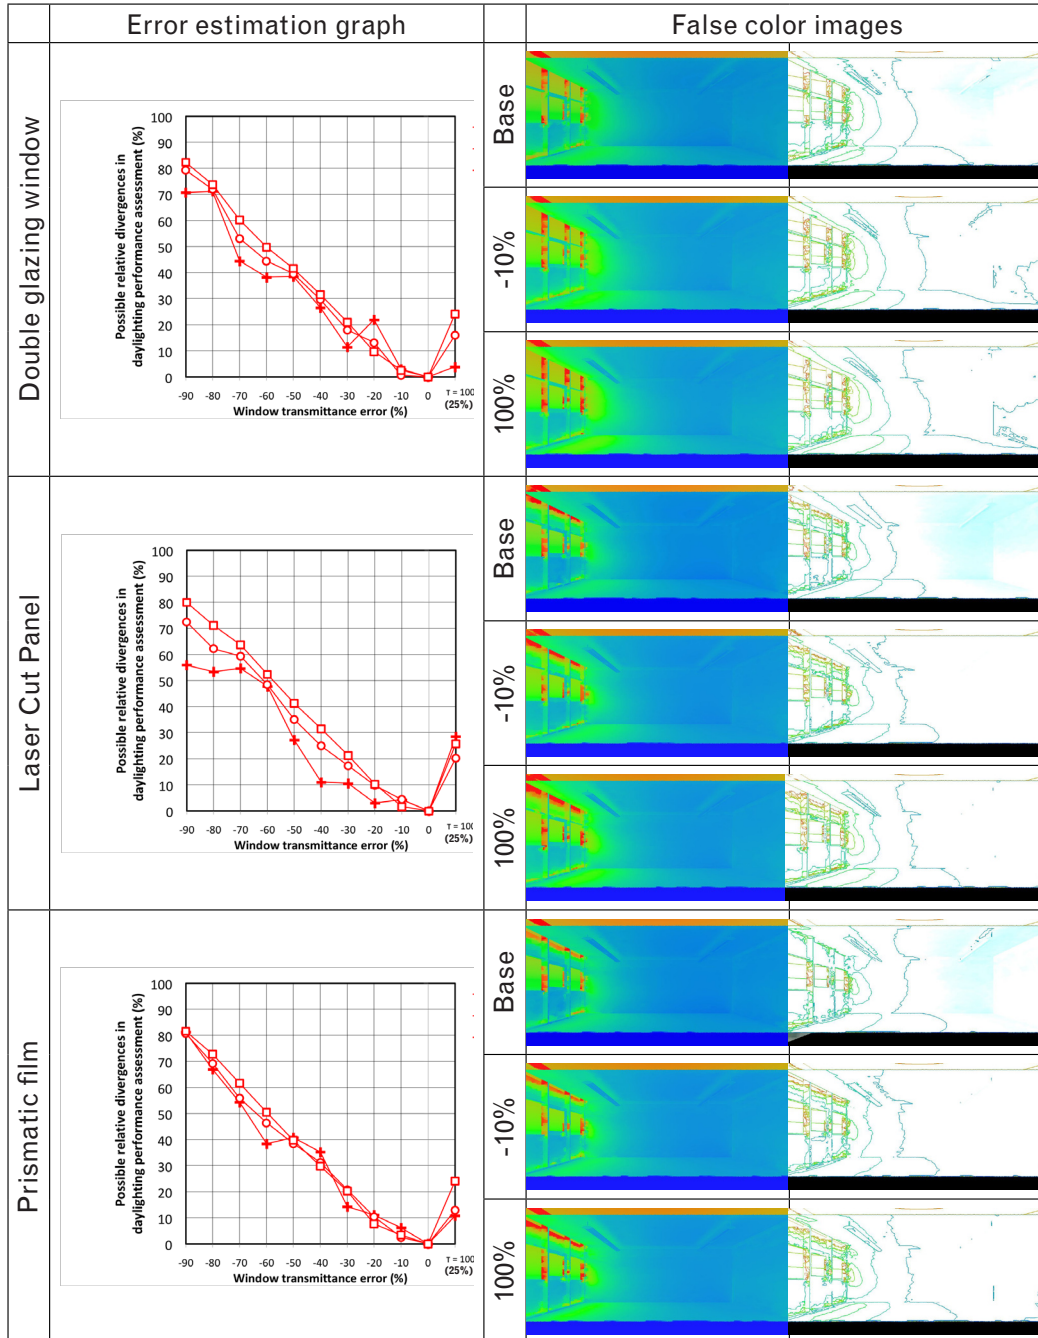 Error estimation graph
False color images
Double glazing window
Possible relative divergences in
daylighting performance assessment (%)
100
90
80
70
60
50
40
30
20
10
0
-90 -80 -70 -60 -50 -40 -30 -20 -10 0 τ = 100
(25%)
Window transmittance error (%)
Base
-10%
100%
Laser Cut Panel
Possible relative divergences in
daylighting performance assessment (%)
100
90
80
70
60
50
40
30
20
10
0
-90 -80 -70 -60 -50 -40 -30 -20 -10 0 τ = 100
(25%)
Window transmittance error (%)
Base
-10%
100%
Prismatic film
Possible relative divergences in
daylighting performance assessment (%)
100
90
80
70
60
50
40
30
20
10
0
-90 -80 -70 -60 -50 -40 -30 -20 -10 0 τ = 100
(25%)
Window transmittance error (%)
Base
-10%
100%